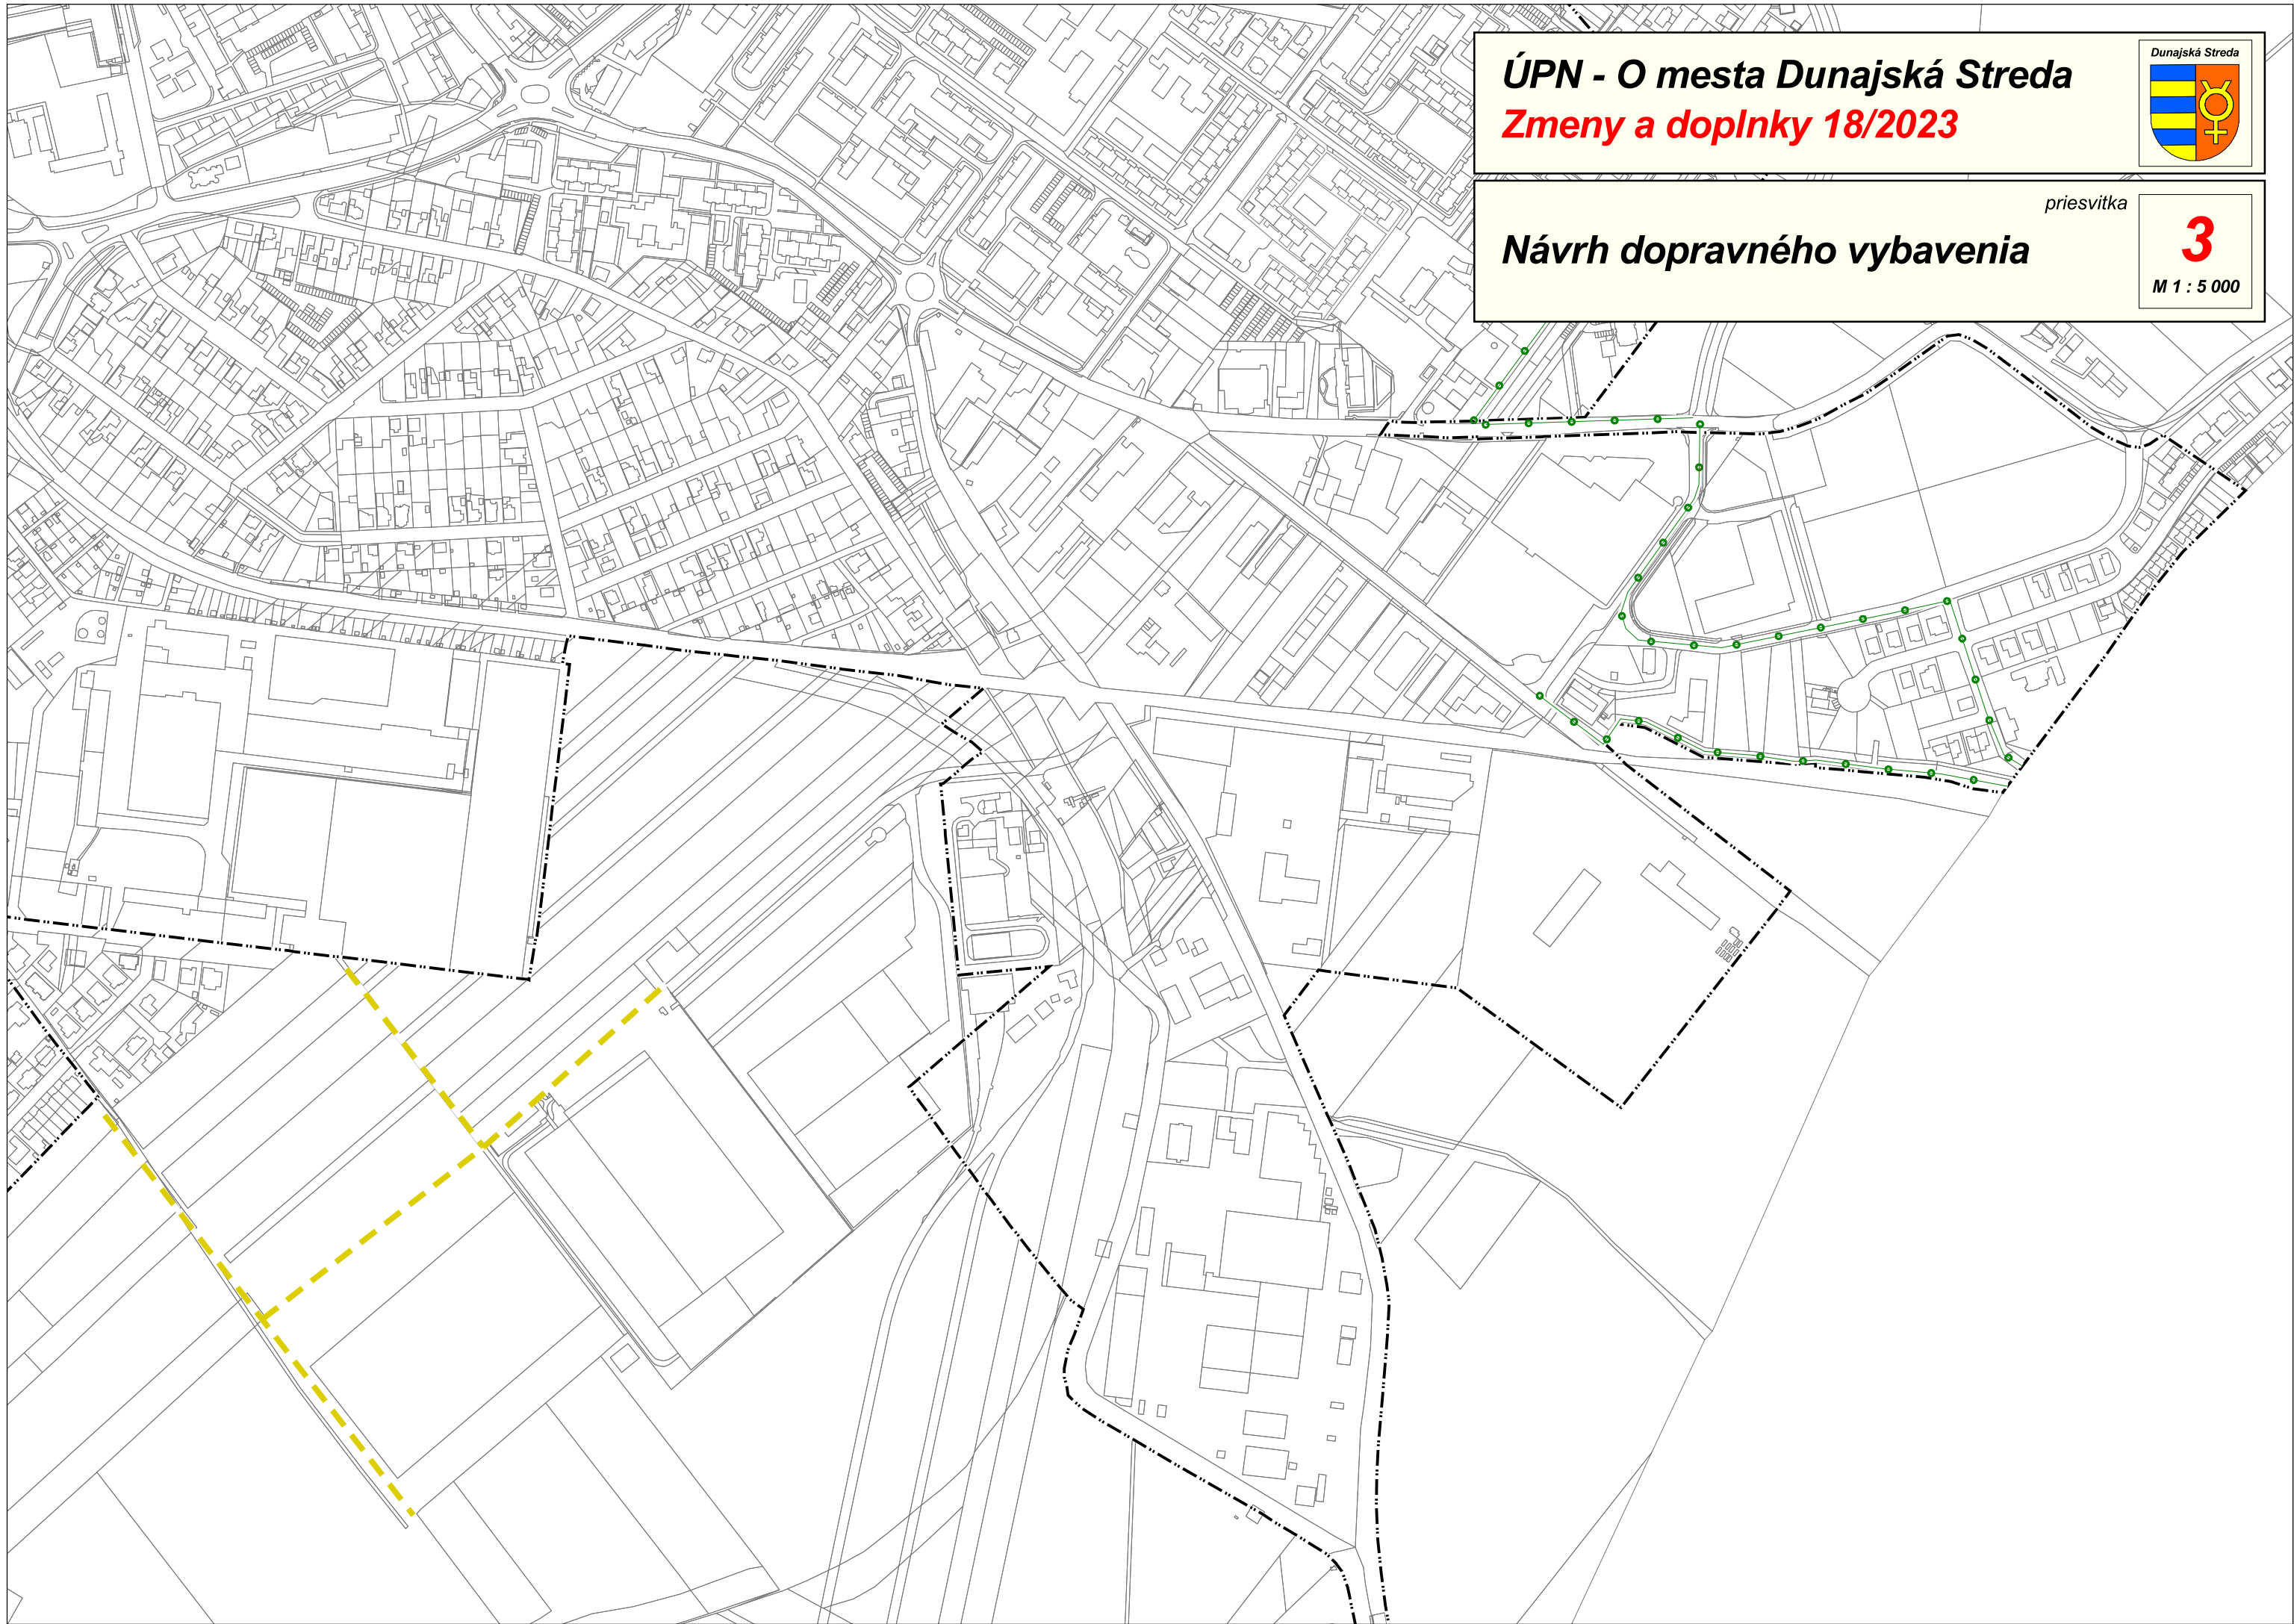 ÚPN - O mesta Dunajská Streda
Zmeny a doplnky 18/2023
Dunajská Streda
priesvitka
Návrh dopravného vybavenia
3
M 1 : 5 000